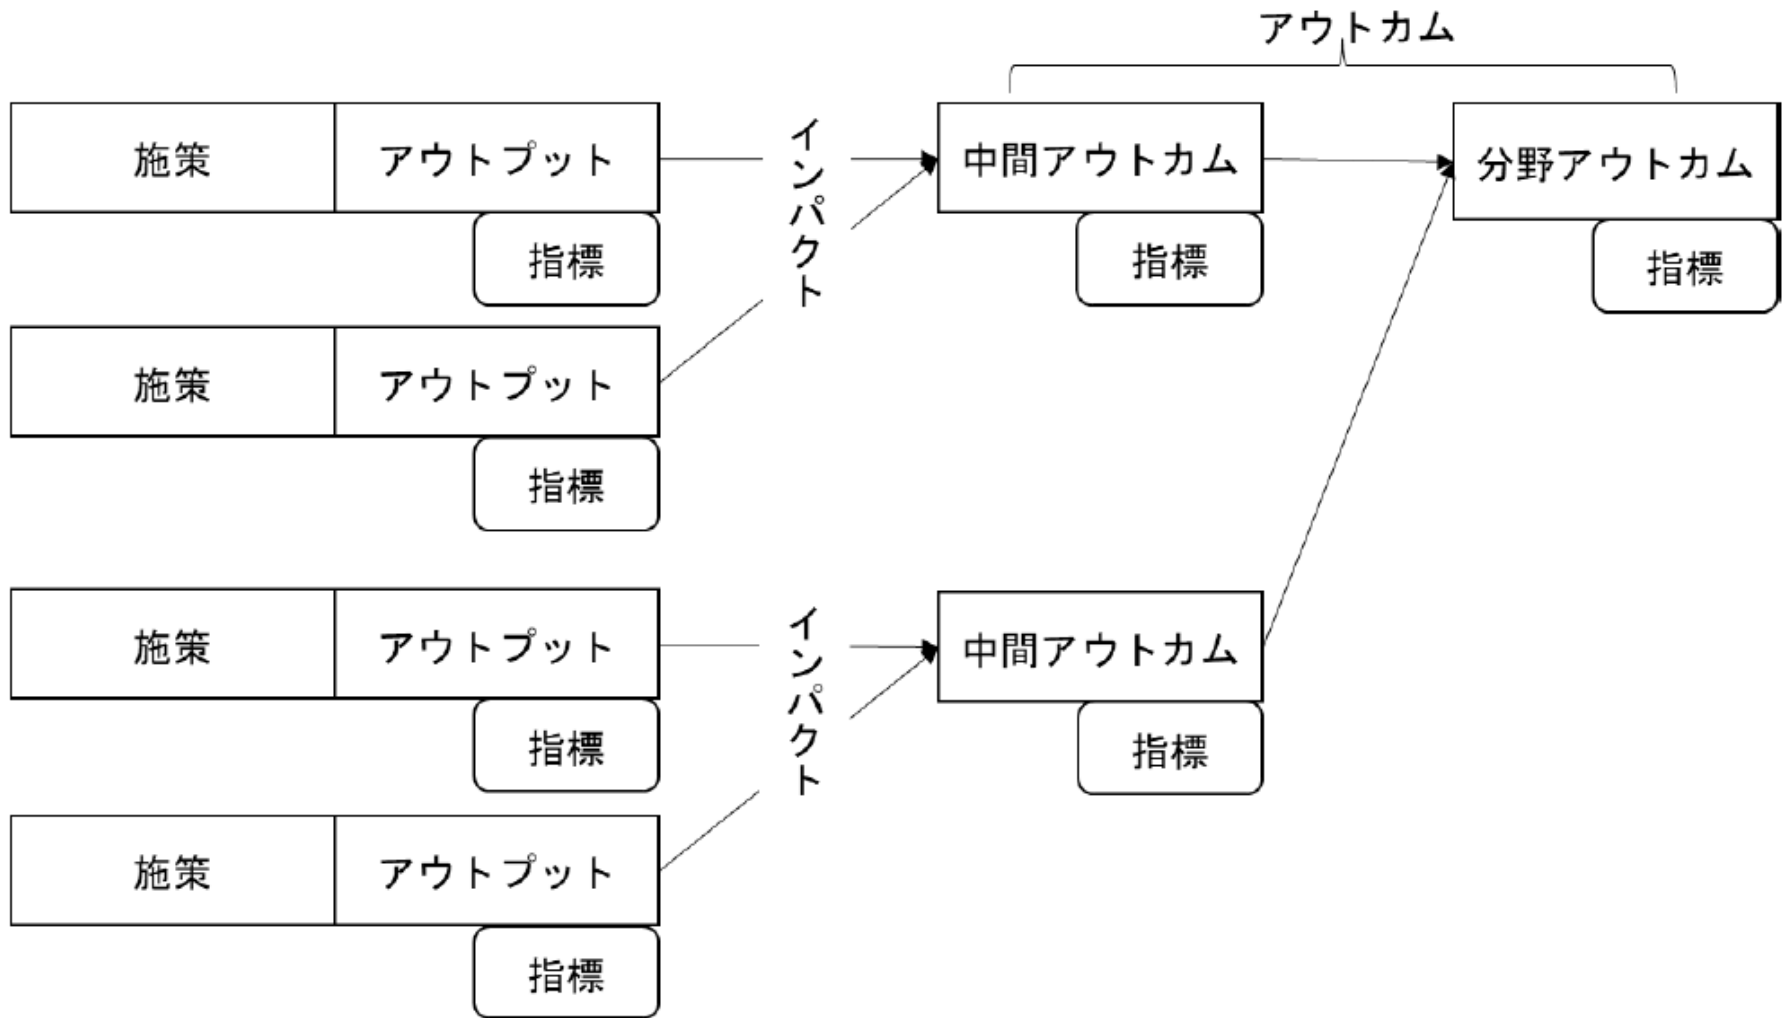 アウトカム
施策 アウトプット
インパクト
中間アウトカム
分野アウトカム
指標
指標
指標
施策 アウトプット
指標
施策 アウトプット
インパクト
中間アウトカム
指標
指標
施策 アウトプット
指標